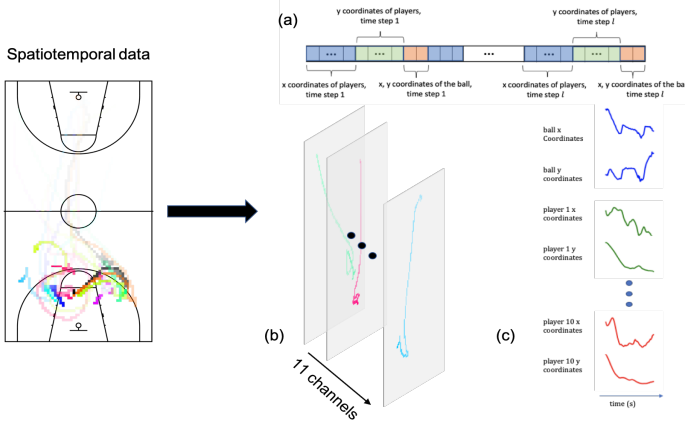 (a)
y coordinates of players,
time step 1
y coordinates of players,
time step l
Spatiotemporal data
x coordinates of players,
time step 1
x, y coordinates of the ball,
time step 1
x coordinates of players,
time step l
x, y coordinates of the ba
time step l
ball x
Coordinates
ball y
coordinates
player 1 x
coordinates
player 1 y
coordinates
(b)
11 channels
(c)
player 10 x
coordinates
player 10 y
coordinates
time (s)